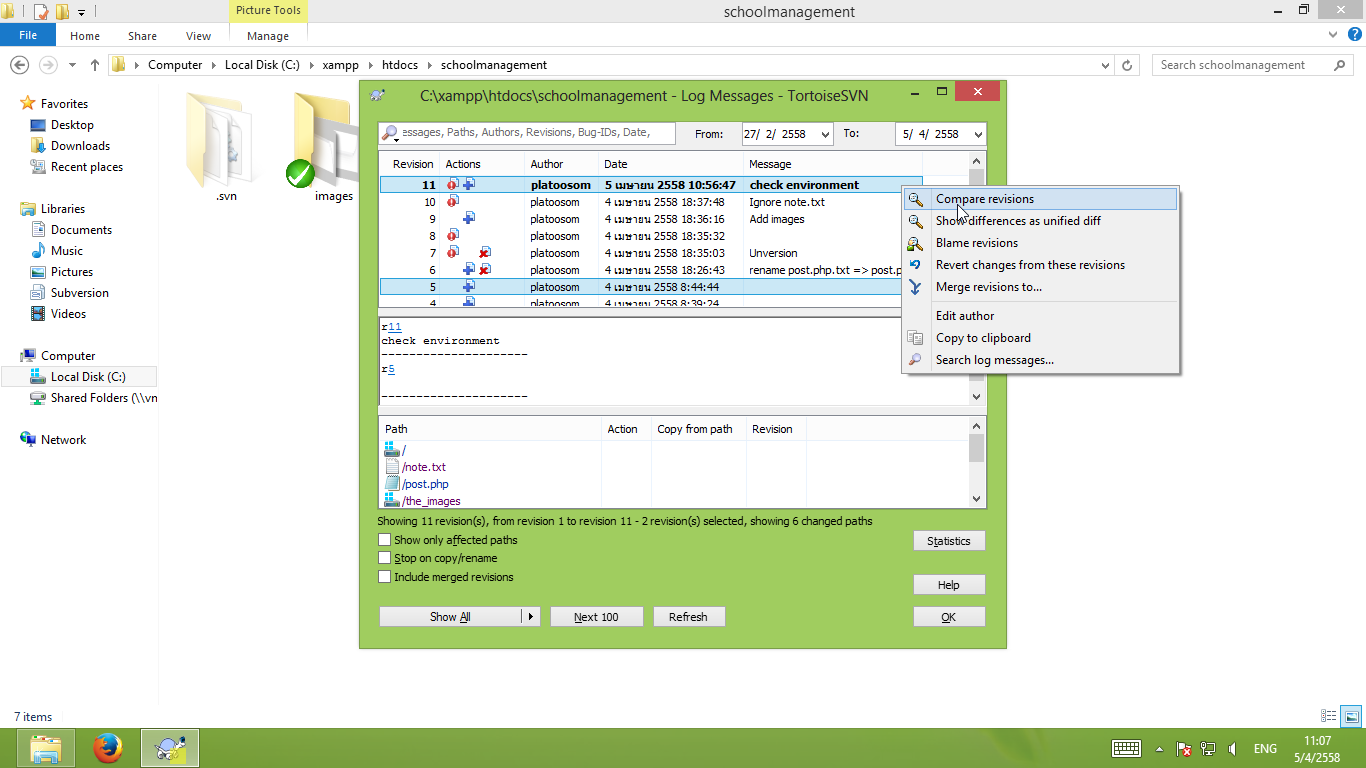 Picture Tools
schoolmanagement
File Home Share View Manage
Computer Local Disk (C:) xampp htdocs schoolmanagement
Search schoolmanagement
Favorites
Desktop
Downloads
Recent places
Libraries
Documents
Music
Pictures
Subversion
Videos
Computer
Local Disk (C:)
Shared Folders (\\vn
Network
.svn
images
C:\xampp\htdocs\schoolmanagement - Log Messages - TortoiseSVN
essages, Paths, Authors, Revisions, Bug-IDs, Date, From: 27/ 2/ 2558 To: 5/ 4/ 2558
Revision Actions Author Date Message
11 platoosom 5 เมษายน 2558 10:56:47 check environment
10 platoosom 4 เมษายน 2558 18:37:48 Ignore note.txt
9 platoosom 4 เมษายน 2558 18:36:16 Add images
8 platoosom 4 เมษายน 2558 18:35:32
7 platoosom 4 เมษายน 2558 18:35:03 Unversion
6 platoosom 4 เมษายน 2558 18:26:43 rename post.php.txt => post.p
5 platoosom 4 เมษายน 2558 8:44:44
4 platoosom 4 เมษายน 2558 8:39:24
Compare revisions
Show differences as unified diff
Blame revisions
Revert changes from these revisions
Merge revisions to...
Edit author
Copy to clipboard
Search log messages...
r11
check environment
---------------------
r5
---------------------
Path Action Copy from path Revision
/
/note.txt
/post.php
/the_images
Showing 11 revision(s), from revision 1 to revision 11 - 2 revision(s) selected, showing 6 changed paths
Show only affected paths
Stop on copy/rename
Include merged revisions
Statistics
Help
Show All Next 100 Refresh OK
7 items
ENG
11:07
5/4/2558